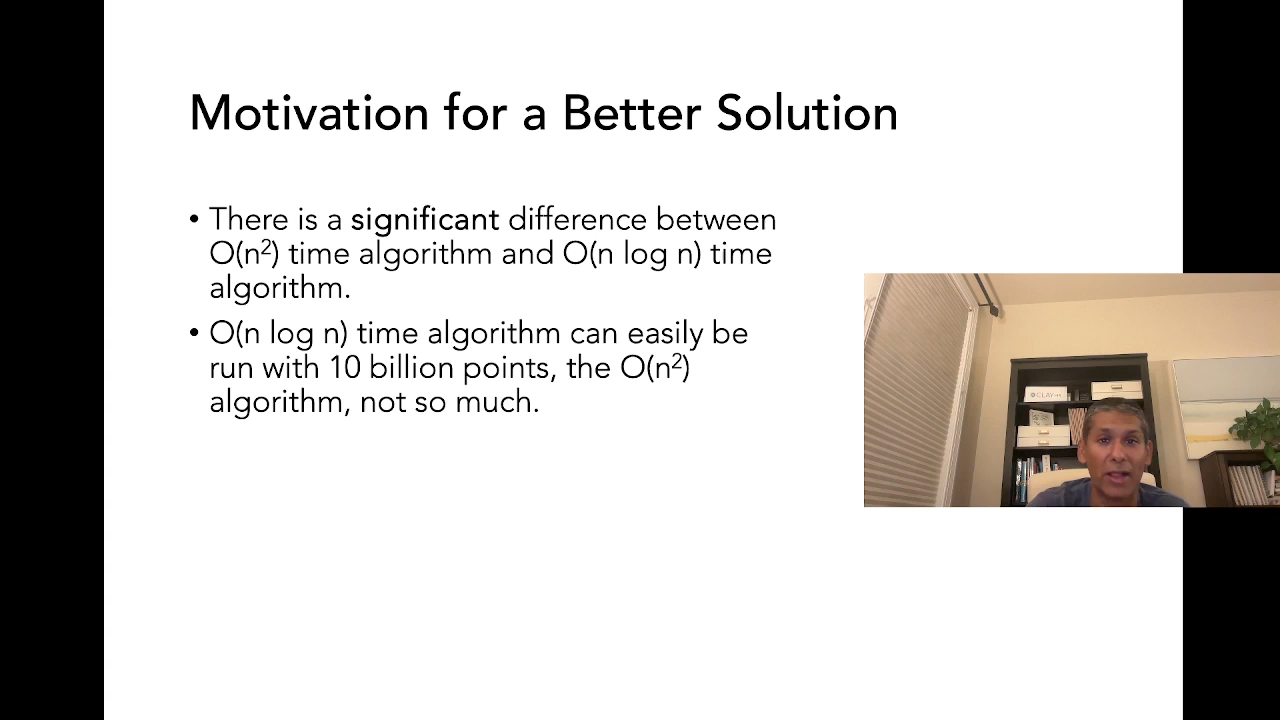 Motivation for a Better Solution
• There is a significant difference between
O(n²) time algorithm and O(n log n) time
algorithm.
• O(n log n) time algorithm can easily be
run with 10 billion points, the O(n²)
algorithm, not so much.
CLAY